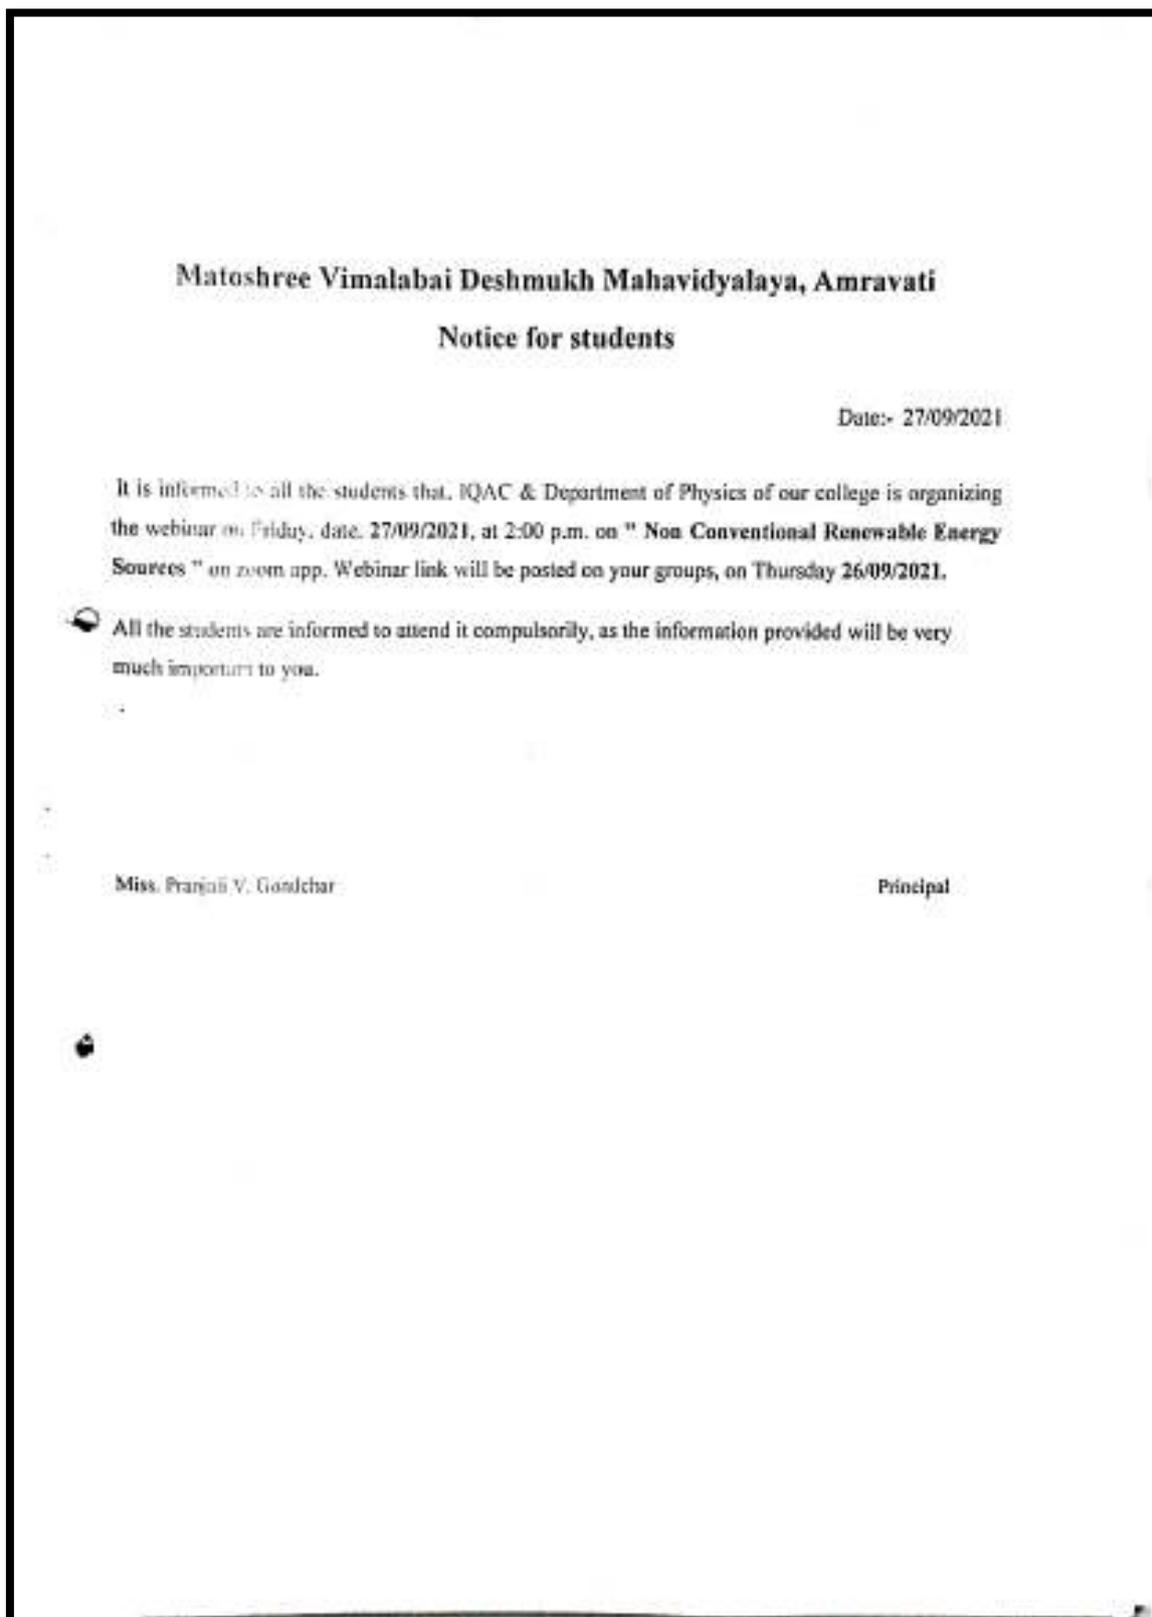 Matoshree Vimalabai Deshmukh Mahavidyalaya, Amravati
Notice for students
Date:- 27/09/2021
It is informed to all the students that, IQAC & Department of Physics of our college is organizing
the webinar on Friday, date. 27/09/2021, at 2:00 p.m. on " Non Conventional Renewable Energy
Sources " on zoom app. Webinar link will be posted on your groups, on Thursday 26/09/2021.
All the students are informed to attend it compulsorily, as the information provided will be very
much important to you.
Miss. Pranjali V. Gondchar
Principal